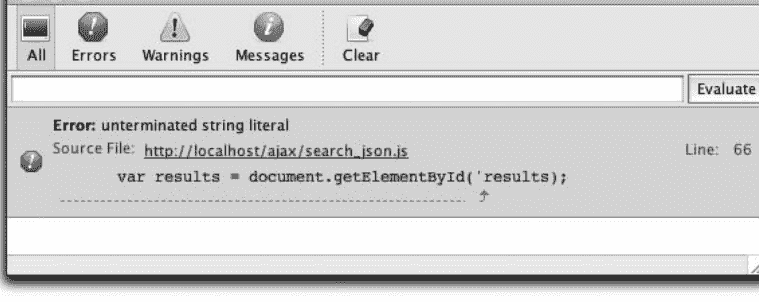 All Errors Warnings Messages Clear
Evaluate
Error: unterminated string literal
Source File: http://localhost/ajax/search_json.js Line: 66
var results = document.getElementById('results);